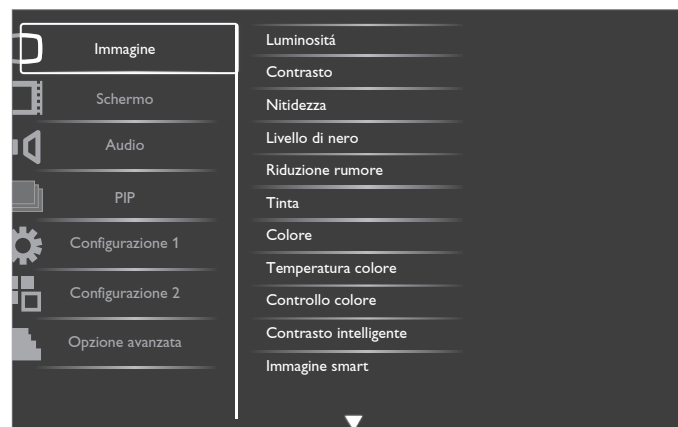 Immagine
Schermo
Audio
PIP
Configurazione 1
Configurazione 2
Opzione avanzata
Luminositá
Contrasto
Nitidezza
Livello di nero
Riduzione rumore
Tinta
Colore
Temperatura colore
Controllo colore
Contrasto intelligente
Immagine smart